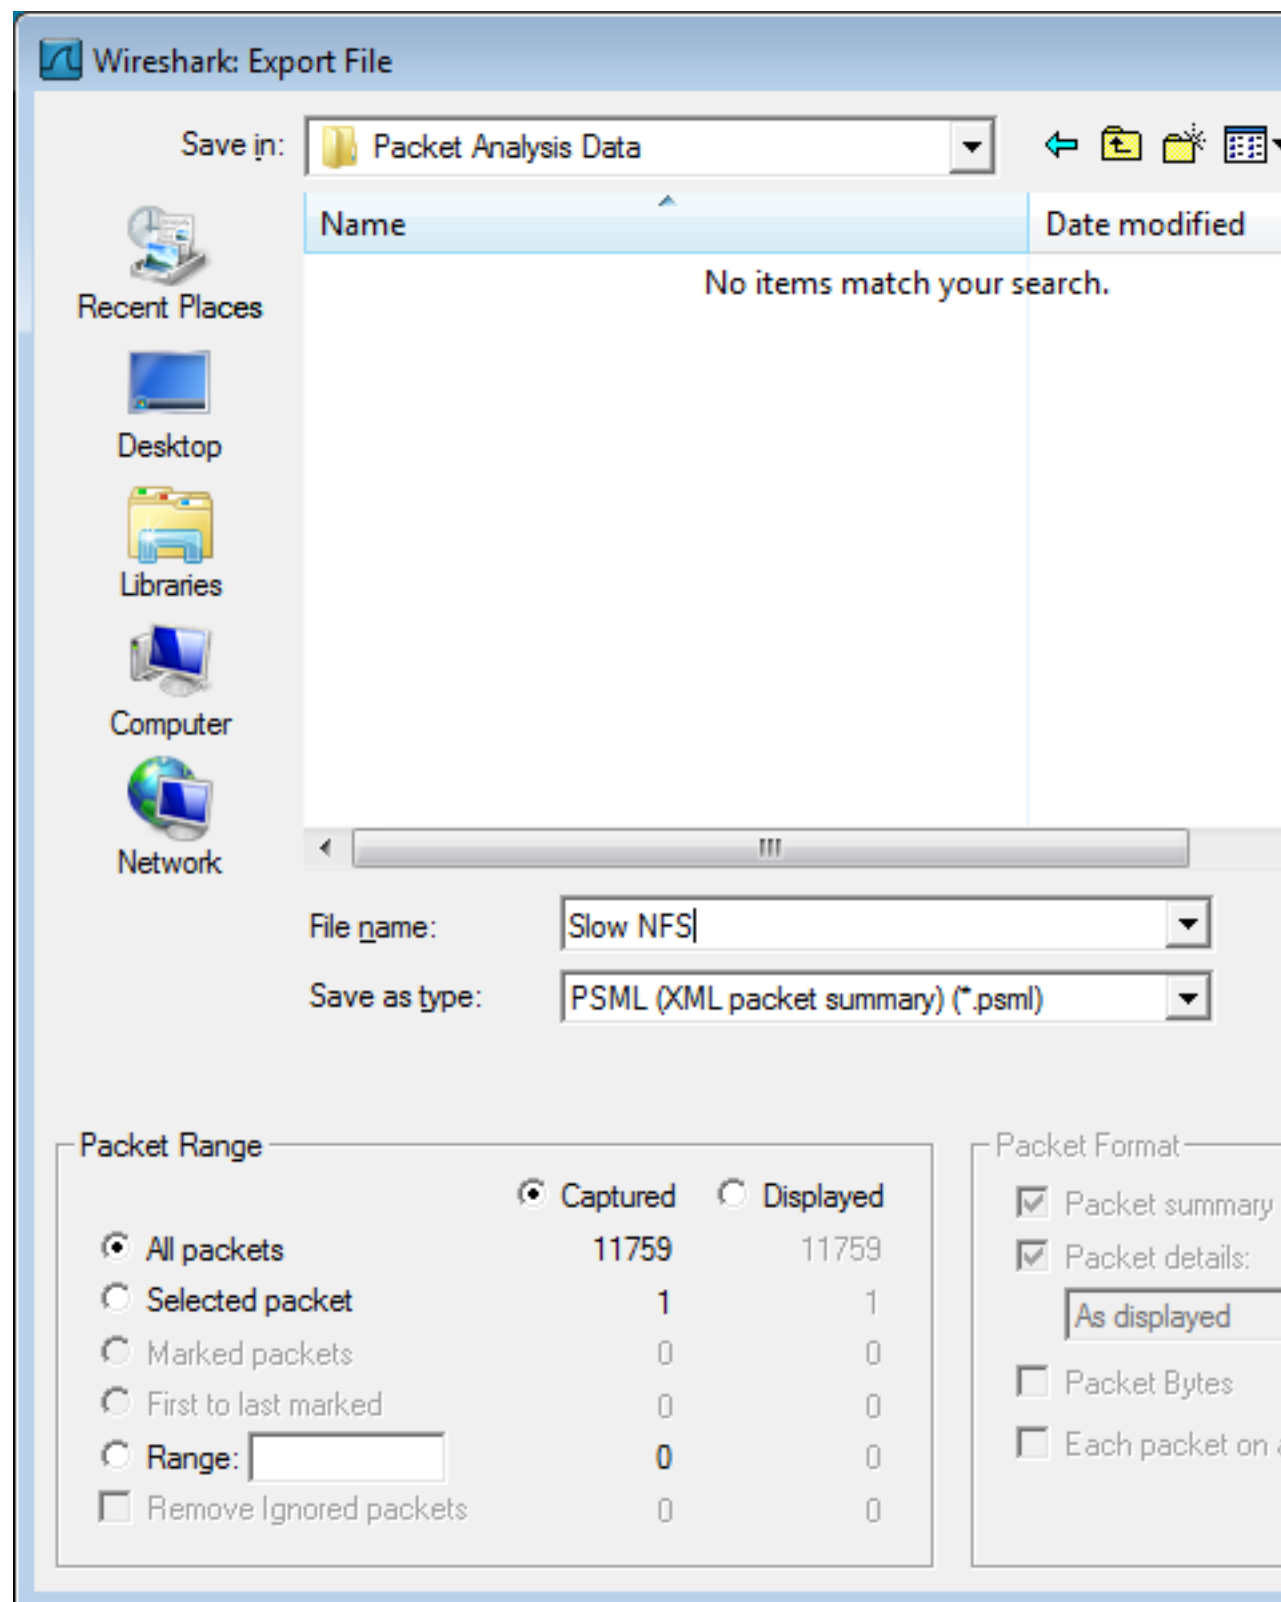 Wireshark: Export File
Save in: Packet Analysis Data
Name Date modified
No items match your search.
Recent Places
Desktop
Libraries
Computer
Network
File name: Slow NFS
Save as type: PSML (XML packet summary) (*.psml)
Packet Range
Captured Displayed
All packets 11759 11759
Selected packet 1 1
Marked packets 0 0
First to last marked 0 0
Range: 0 0
Remove Ignored packets 0 0
Packet Format
Packet summary
Packet details:
As displayed
Packet Bytes
Each packet on